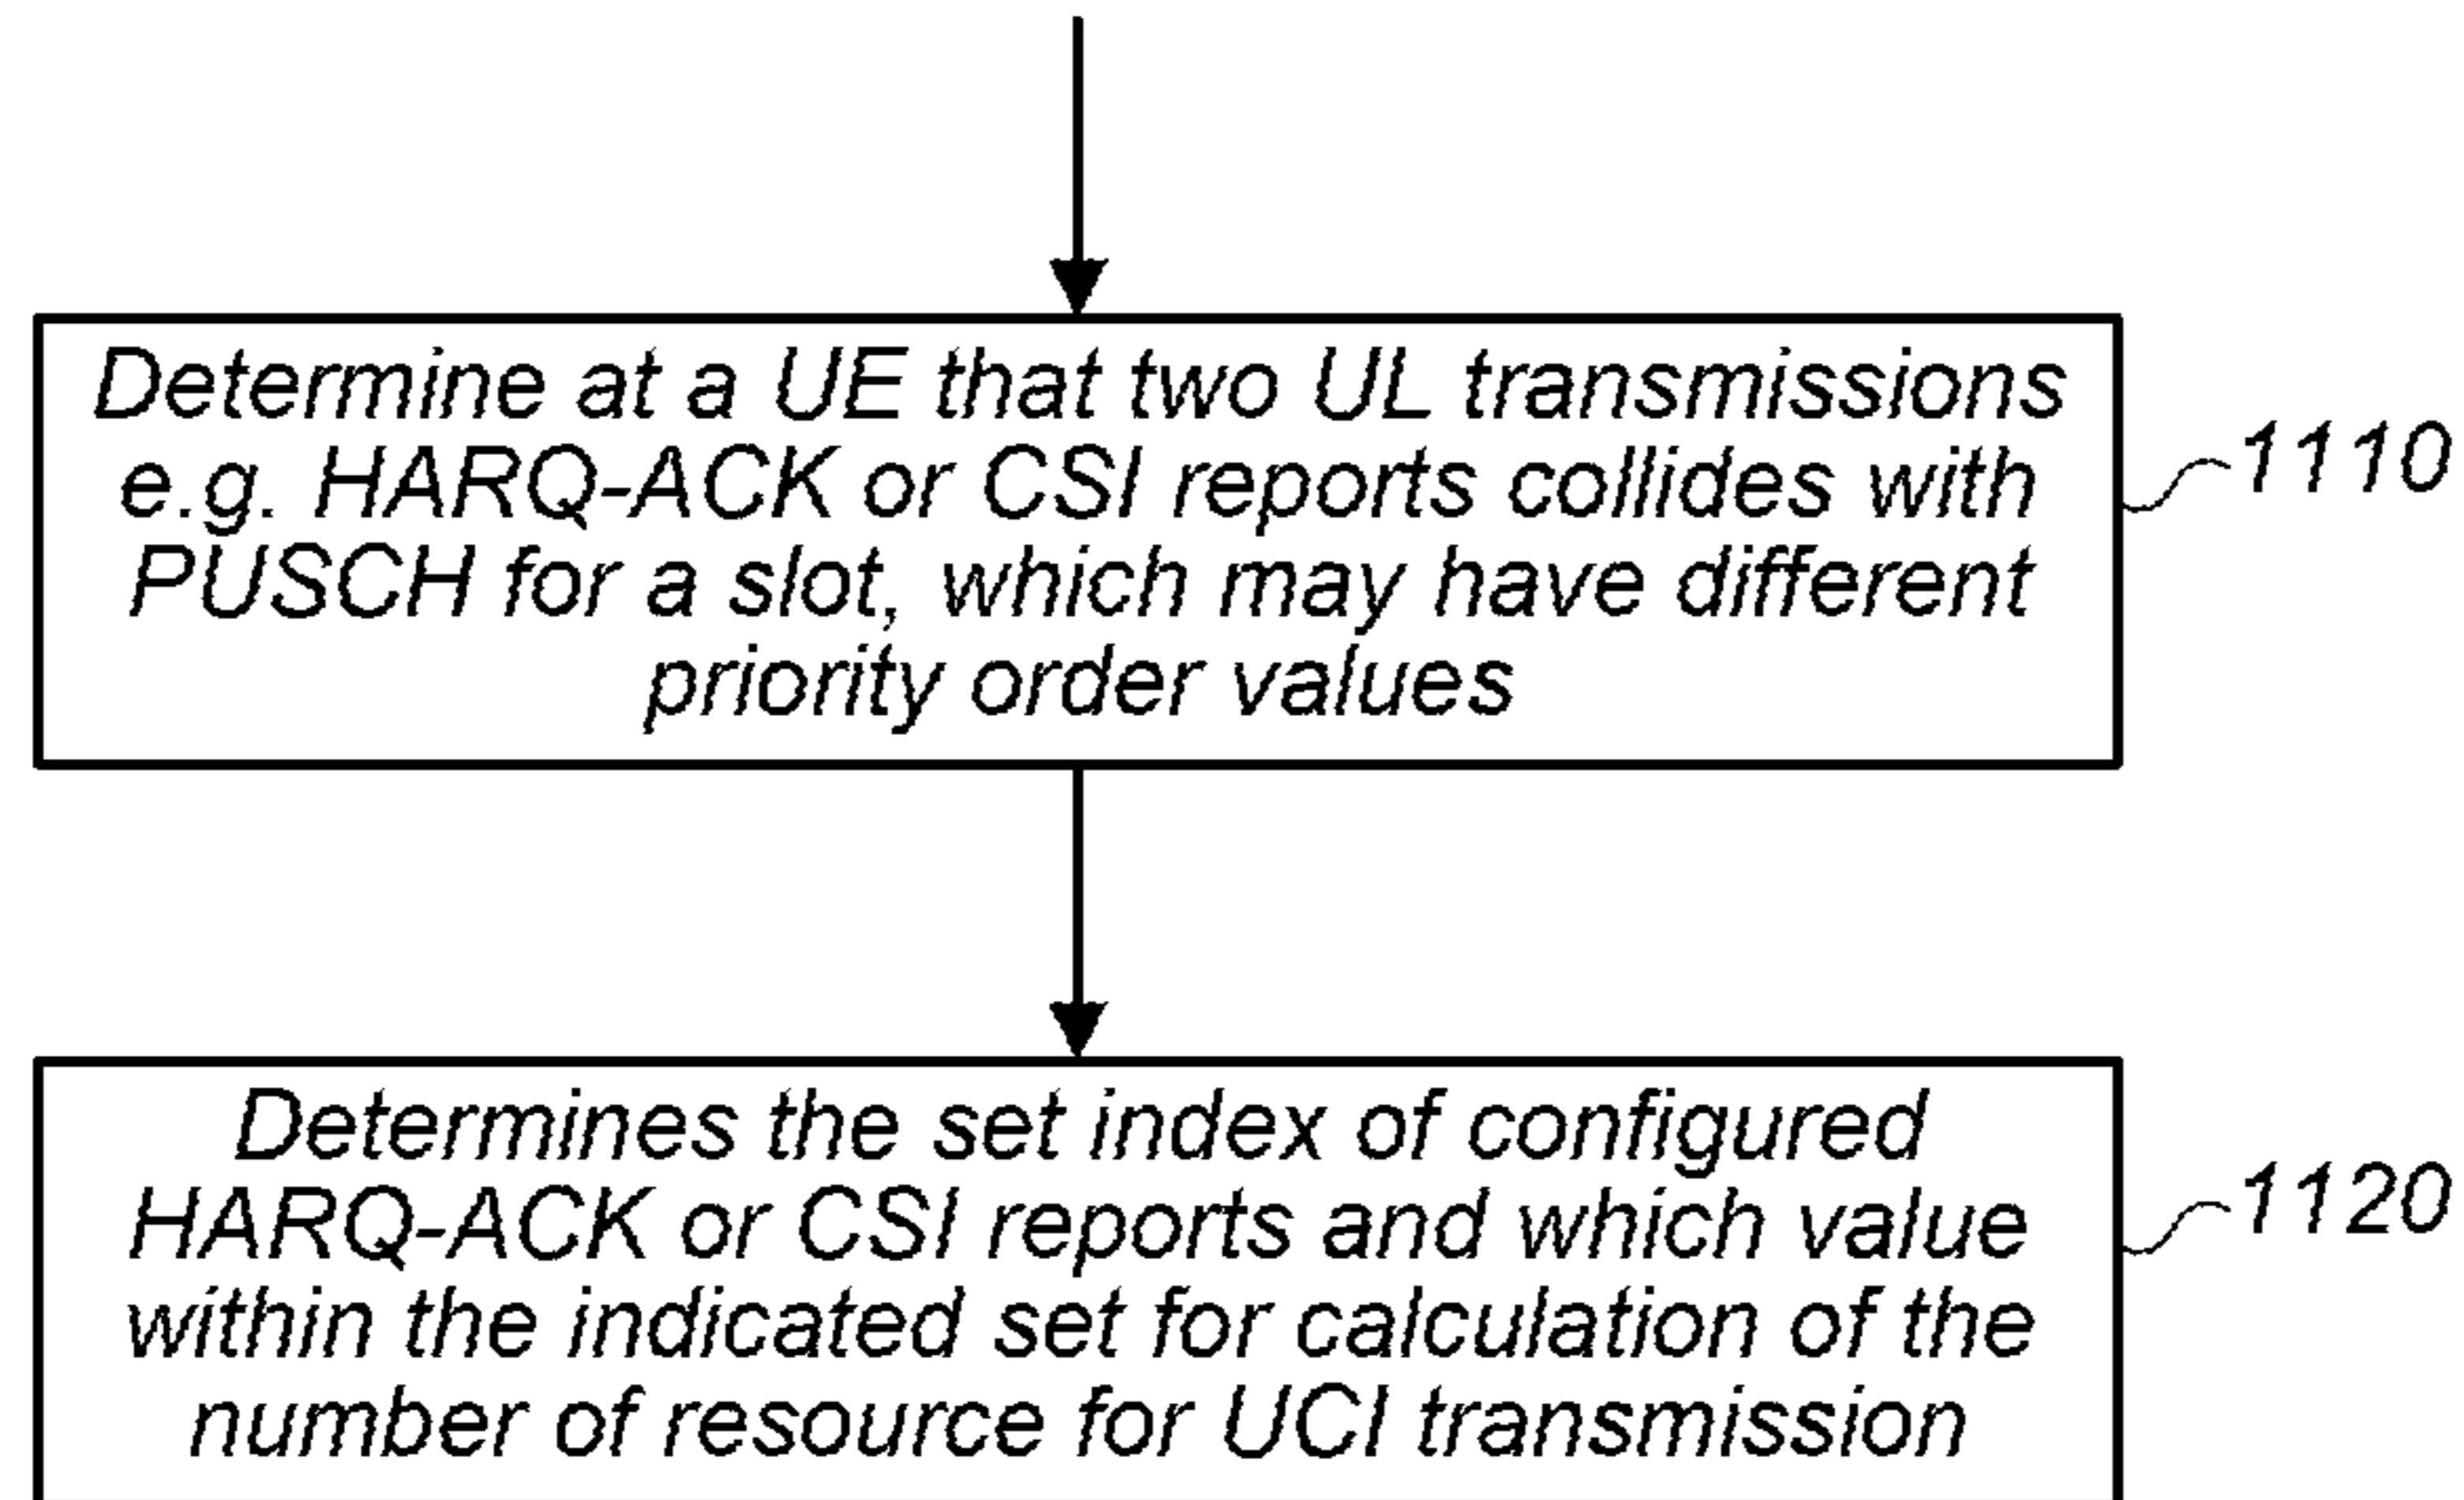 Determine at a UE that two UL transmissions
e.g. HARQ-ACK or CSI reports collides with
PUSCH for a slot, which may have different
priority order values
1110
Determines the set index of configured
HARQ-ACK or CSI reports and which value
within the indicated set for calculation of the
number of resource for UCI transmission
1120